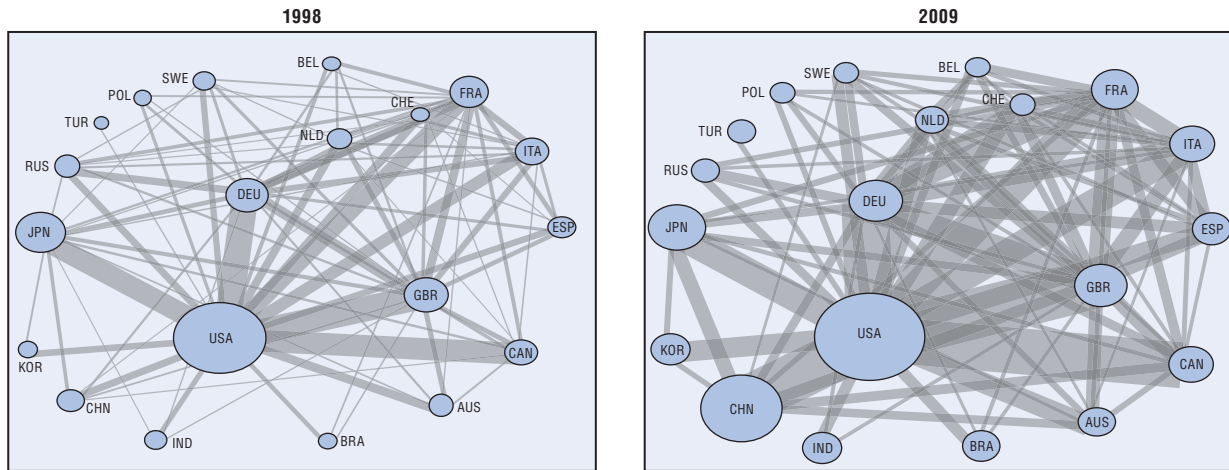 1998
BEL
SWE
FRA
POL
CHE
TUR
NLD
ITA
RUS
DEU
ESP
JPN
GBR
USA
KOR
CAN
CHN
AUS
IND
BRA
2009
BEL
SWE
FRA
POL
CHE
NLD
TUR
ITA
RUS
DEU
ESP
JPN
GBR
USA
KOR
CAN
CHN
AUS
IND
BRA